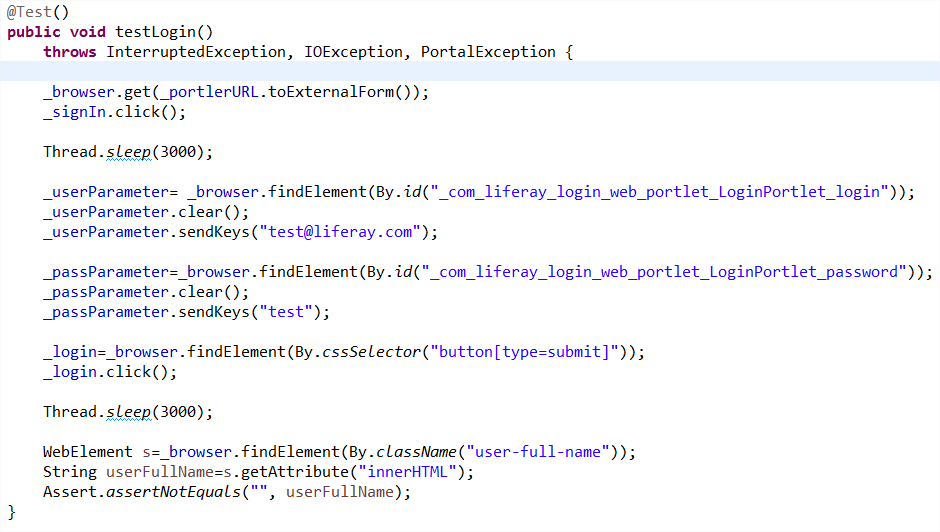 @Test()
public void testLogin()
    throws InterruptedException, IOException, PortalException {

    _browser.get(_portlerURL.toExternalForm());
    _signIn.click();

    Thread.sleep(3000);

    _userParameter= _browser.findElement(By.id("_com_liferay_login_web_portlet_LoginPortlet_login"));
    _userParameter.clear();
    _userParameter.sendKeys("test@liferay.com");

    _passParameter=_browser.findElement(By.id("_com_liferay_login_web_portlet_LoginPortlet_password"));
    _passParameter.clear();
    _passParameter.sendKeys("test");

    _login=_browser.findElement(By.cssSelector("button[type=submit]"));
    _login.click();

    Thread.sleep(3000);

    WebElement s=_browser.findElement(By.className("user-full-name"));
    String userFullName=s.getAttribute("innerHTML");
    Assert.assertNotEquals("", userFullName);
}